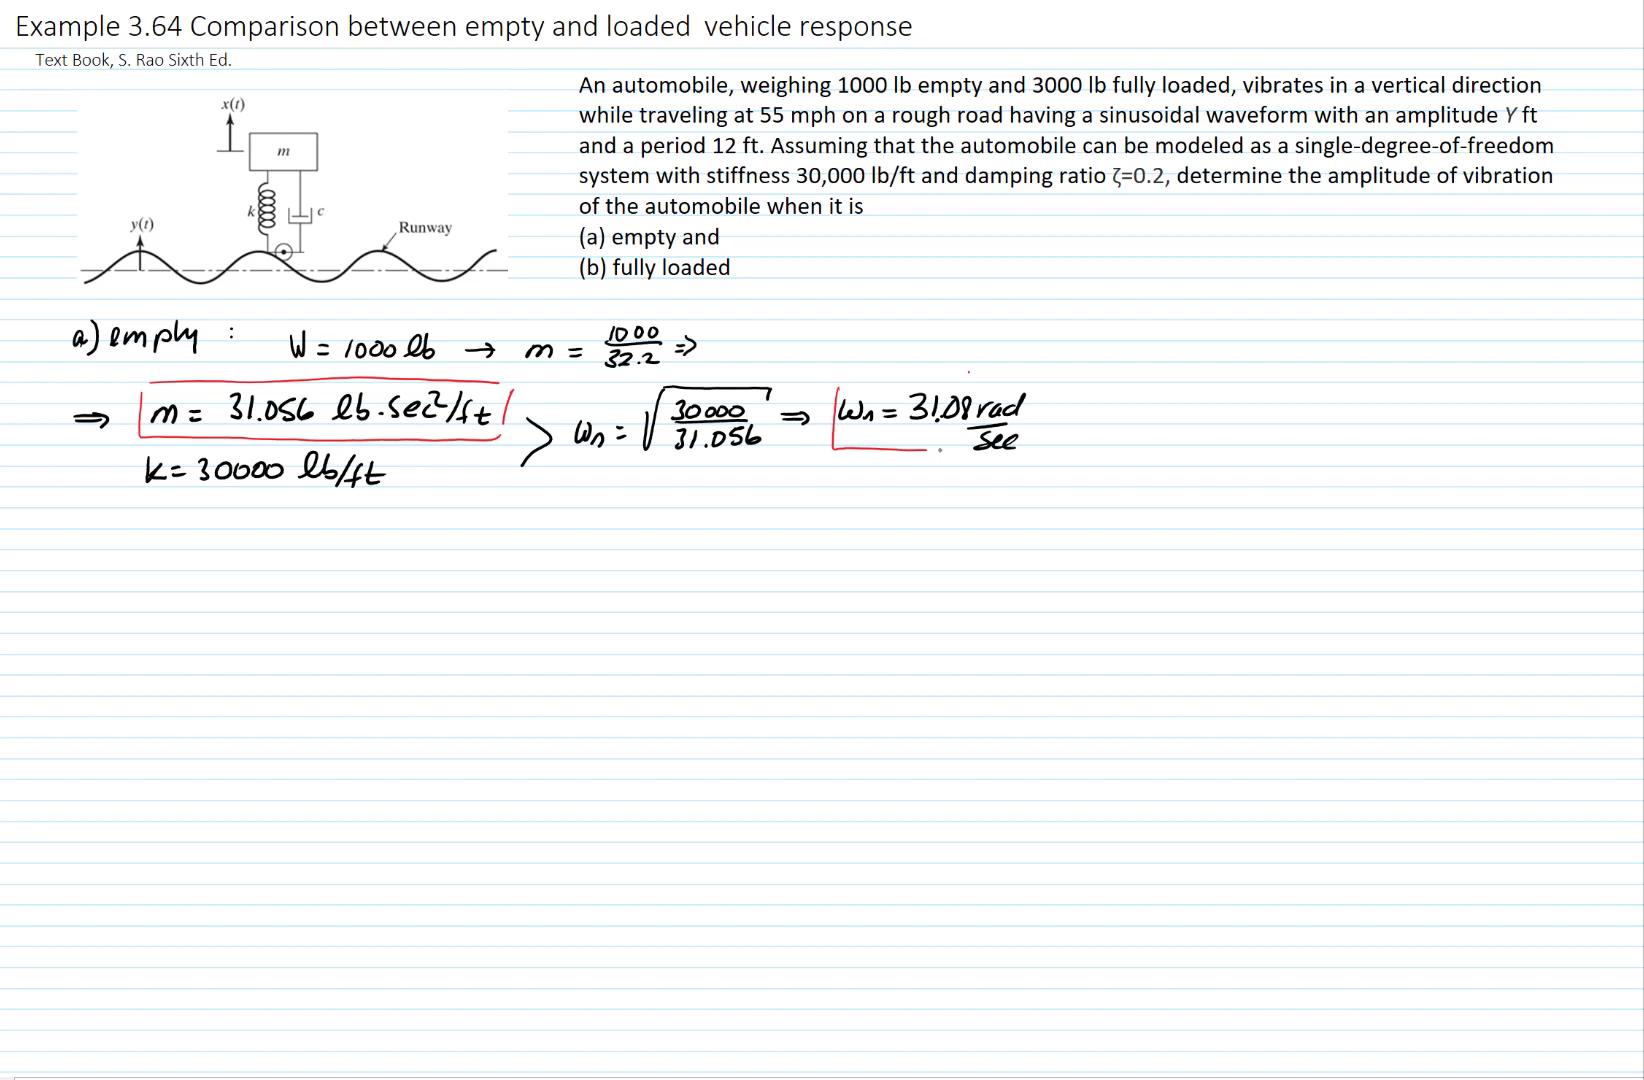 Example 3.64 Comparison between empty and loaded vehicle response
Text Book, S. Rao Sixth Ed.
An automobile, weighing 1000 lb empty and 3000 lb fully loaded, vibrates in a vertical direction
while traveling at 55 mph on a rough road having a sinusoidal waveform with an amplitude Y ft
and a period 12 ft. Assuming that the automobile can be modeled as a single-degree-of-freedom
system with stiffness 30,000 lb/ft and damping ratio ζ=0.2, determine the amplitude of vibration
of the automobile when it is
(a) empty and
(b) fully loaded
x(t)
m
k
c
y(t)
Runway
a) empty : W = 1000 lb → m = 1000/32.2 ⇒
⇒ m = 31.056 lb.sec²/ft > ωn = √(30000/31.056) ⇒ ωn = 31.08 rad/sec
k = 30000 lb/ft